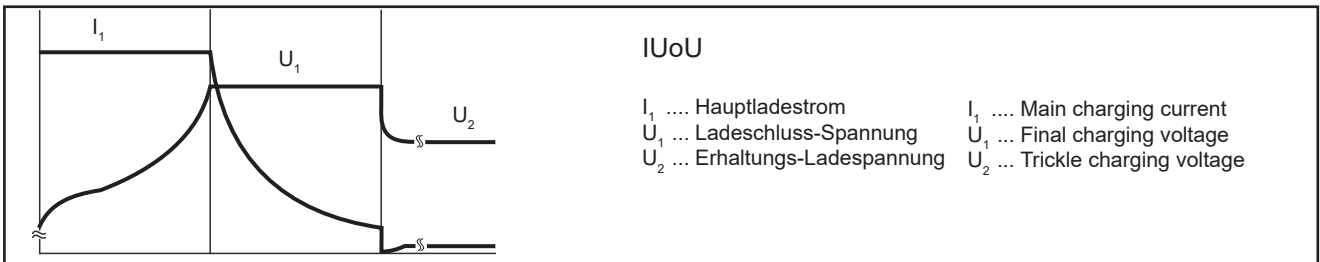 I₁
U₁
U₂
IUoU
I₁ .... Hauptladestrom
U₁ ... Ladeschluss-Spannung
U₂ ... Erhaltungs-Ladespannung
I₁ .... Main charging current
U₁ ... Final charging voltage
U₂ ... Trickle charging voltage